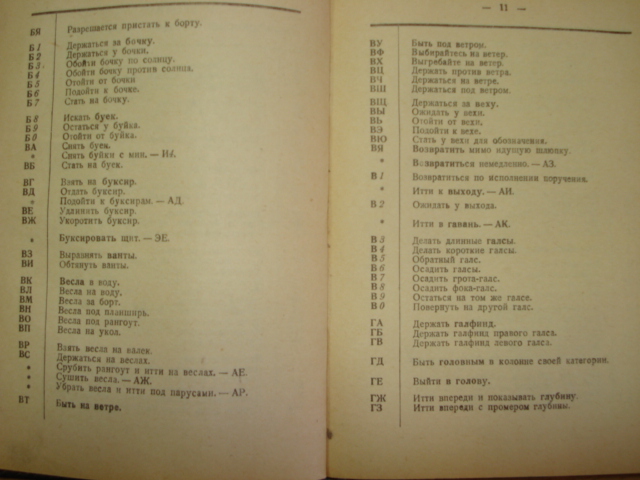 БЯ Разрешается пристать к борту.
Б1 Держаться за бочку.
Б2 Держаться у бочки.
Б3 Обойти бочку по солнцу.
Б4 Обойти бочку против солнца.
Б5 Отойти от бочки
Б6 Подойти к бочке.
Б7 Стать на бочку.
Б8 Искать буек.
Б9 Остаться у буйка.
Б0 Отойти от буйка.
ВА Снять буек.
* Снять буйки с мин. —
ВБ Стать на буек.
ВГ Взять на буксир.
ВД Отдать буксир.
* Подойти к буксирам. — АД.
ВЕ Удлинить буксир.
ВЖ Укоротить буксир.
* Буксировать щит. — ЭЕ.
ВЗ Выравнять ванты.
ВИ Обтянуть ванты.
ВК Весла в воду.
ВЛ Весла на воду.
ВМ Весла за борт.
ВН Весла под планширь.
ВО Весла под рангоут.
ВП Весла на укол.
ВР Взять весла на валек.
ВС Держаться на веслах.
* Срубить рангоут и итти на веслах. — АЕ.
* Сушить весла. — АЖ.
* Убрать весла и итти под парусами. — АР.
ВТ Быть на ветре.
— 11 —
ВУ Быть под ветром.
ВФ Выбирайтесь на ветер.
ВХ Выгребайте на ветер.
ВЦ Держать против ветра.
ВЧ Держаться на ветре.
ВШ Держаться под ветром.
ВЩ Держаться за веху.
ВЫ Ожидать у вехи.
ВЬ Отойти от вехи.
ВЭ Подойти к вехе.
ВЮ Стать у вехи для обозначения.
ВЯ Возвратить мимо идущую шлюпку.
* Возвратиться немедленно. — АЗ.
В1 Возвратиться по исполнении поручения.
* Итти к выходу. — АИ.
В2 Ожидать у выхода.
* Итти в гавань. — АК.
В3 Делать длинные галсы.
В4 Делать короткие галсы.
В5 Обратный галс.
В6 Осадить галсы.
В7 Осадить грота-галс.
В8 Осадить фока-галс.
В9 Остаться на том же галсе.
В0 Повернуть на другой галс.
ГА Держать галфинд.
ГБ Держать галфинд правого галса.
ГВ Держать галфинд левого галса.
ГД Быть головным в колонне своей категории.
ГЕ Выйти в голову.
ГЖ Итти впереди и показывать глубину.
ГЗ Итти впереди с промером глубины.